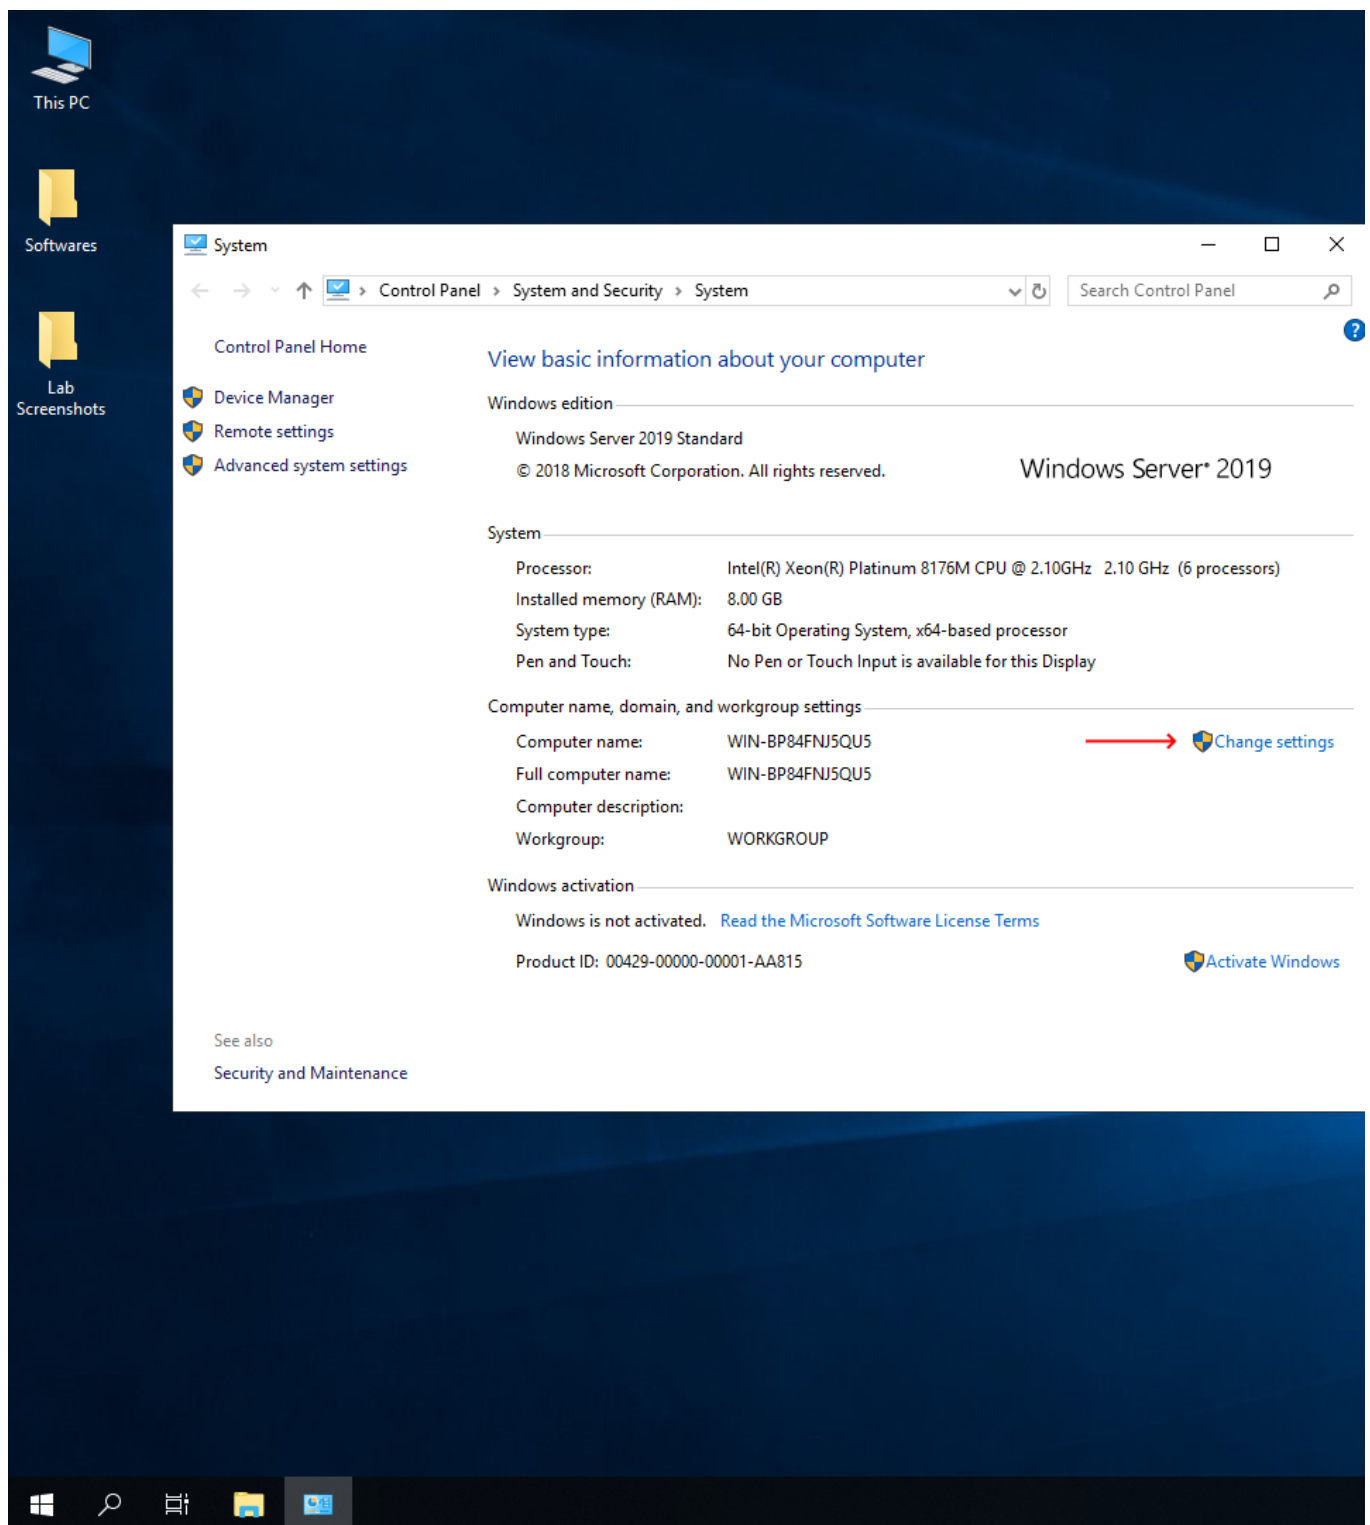 This PC
Softwares
Lab
Screenshots
System
Control Panel › System and Security › System
Search Control Panel
?
Control Panel Home
Device Manager
Remote settings
Advanced system settings
View basic information about your computer
Windows edition
Windows Server 2019 Standard
© 2018 Microsoft Corporation. All rights reserved.
Windows Server® 2019
System
Processor: Intel(R) Xeon(R) Platinum 8176M CPU @ 2.10GHz 2.10 GHz (6 processors)
Installed memory (RAM): 8.00 GB
System type: 64-bit Operating System, x64-based processor
Pen and Touch: No Pen or Touch Input is available for this Display
Computer name, domain, and workgroup settings
Computer name: WIN-BP84FNJ5QU5 Change settings
Full computer name: WIN-BP84FNJ5QU5
Computer description:
Workgroup: WORKGROUP
Windows activation
Windows is not activated. Read the Microsoft Software License Terms
Product ID: 00429-00000-00001-AA815 Activate Windows
See also
Security and Maintenance